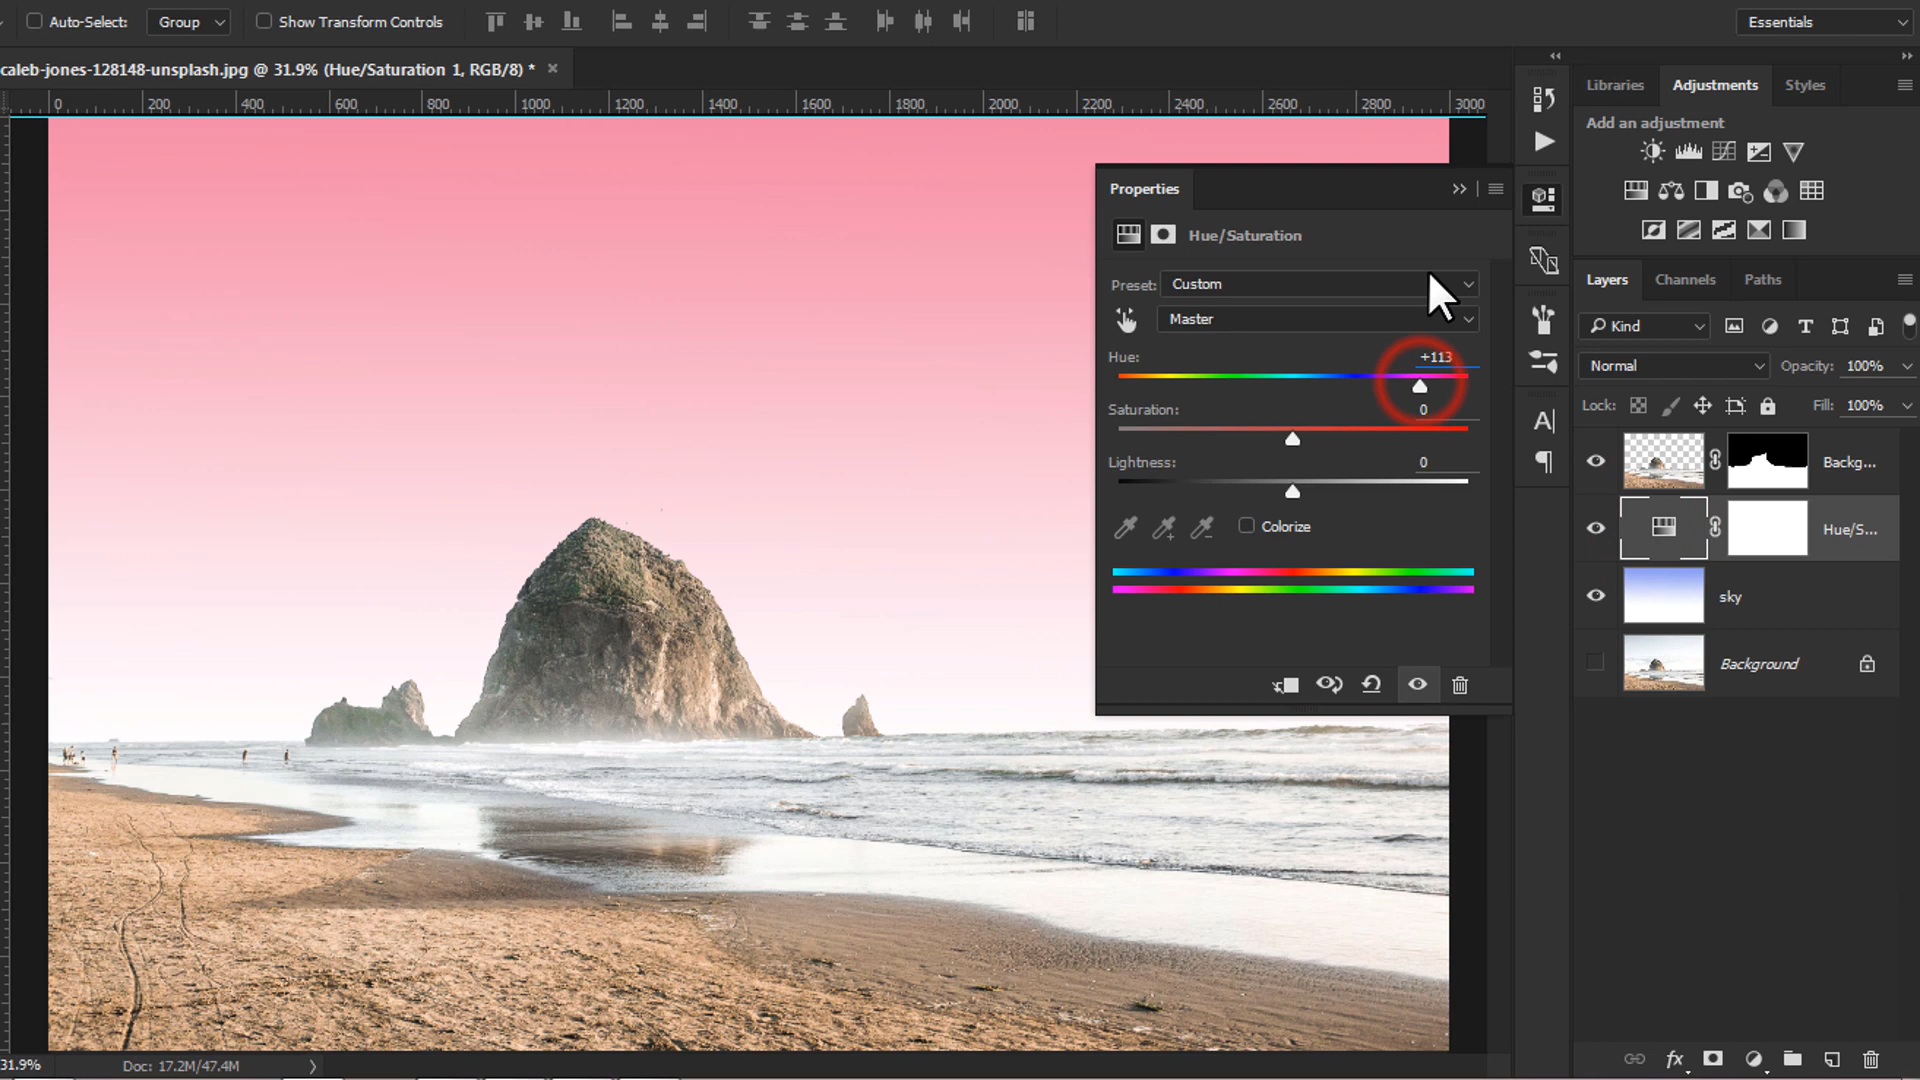 Auto-Select: Group Show Transform Controls Essentials
caleb-jones-128148-unsplash.jpg @ 31.9% (Hue/Saturation 1, RGB/8) * ×
0 200 400 600 800 1000 1200 1400 1600 1800 2000 2200 2400 2600 2800 3000
Properties
Hue/Saturation
Preset: Custom
Master
Hue: +113
Saturation: 0
Lightness: 0
Colorize
Libraries Adjustments Styles
Add an adjustment
Layers Channels Paths
Kind
Normal Opacity: 100%
Lock: Fill: 100%
Backg...
Hue/S...
sky
Background
fx
31.9% Doc: 17.2M/47.4M